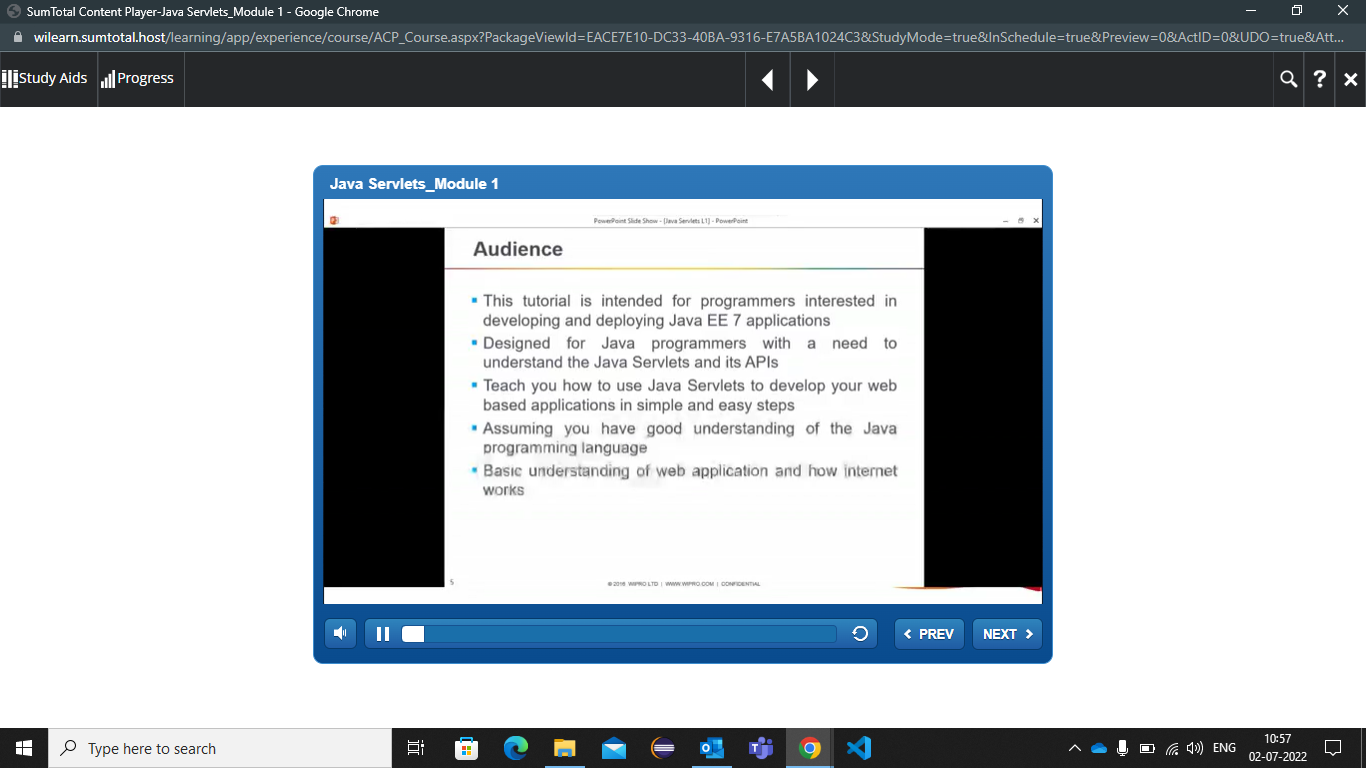 SumTotal Content Player-Java Servlets_Module 1 - Google Chrome
wilearn.sumtotal.host/learning/app/experience/course/ACP_Course.aspx?PackageViewId=EACE7E10-DC33-40BA-9316-E7A5BA1024C3&StudyMode=true&InSchedule=true&Preview=0&ActID=0&UDO=true&Att...
Study Aids Progress
Java Servlets_Module 1
PowerPoint Slide Show - [Java Servlets L1] - PowerPoint
Audience
This tutorial is intended for programmers interested in
developing and deploying Java EE 7 applications
Designed for Java programmers with a need to
understand the Java Servlets and its APIs
Teach you how to use Java Servlets to develop your web
based applications in simple and easy steps
Assuming you have good understanding of the Java
programming language
Basic understanding of web application and how internet
works
5 © 2016 WIPRO LTD | WWW.WIPRO.COM | CONFIDENTIAL
PREV NEXT
Type here to search
ENG
10:57
02-07-2022